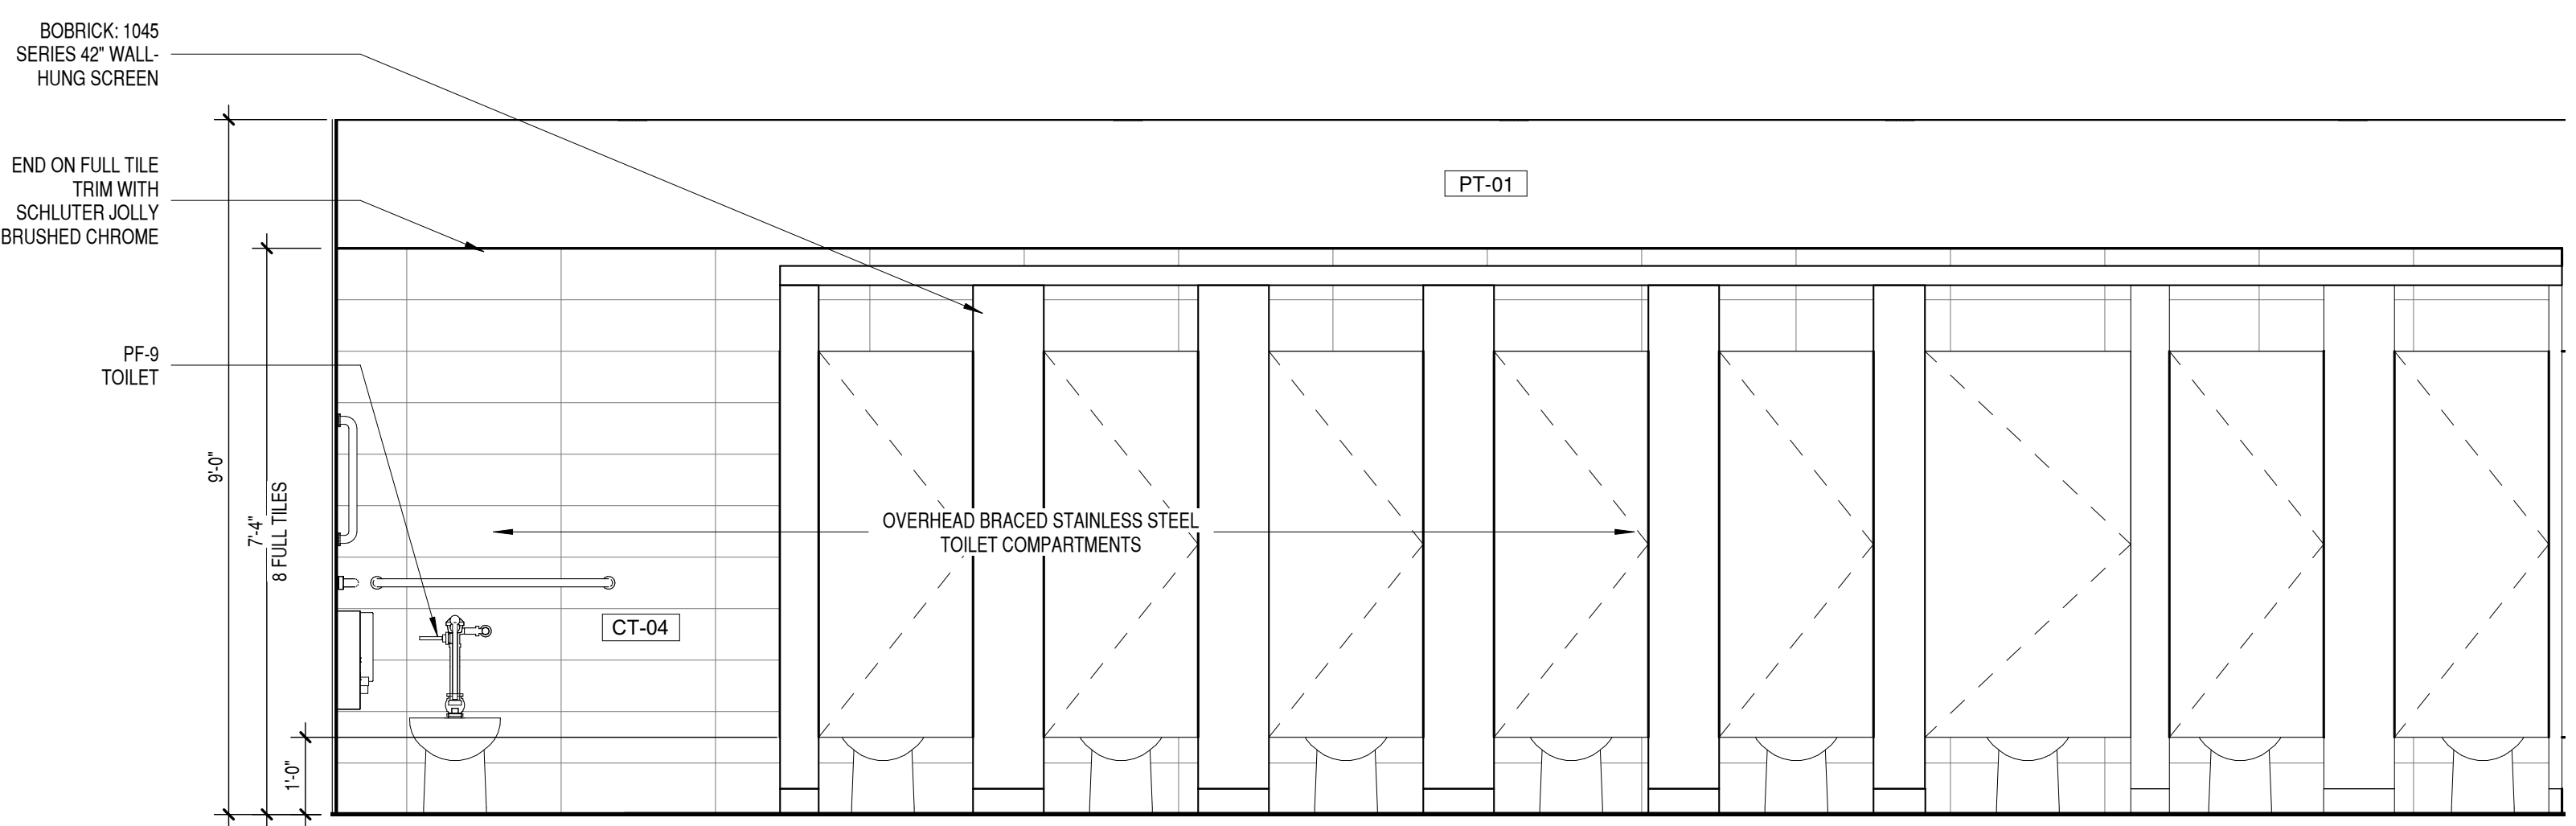 BOBRICK: 1045
SERIES 42" WALL-
HUNG SCREEN
END ON FULL TILE
TRIM WITH
SCHLUTER JOLLY
BRUSHED CHROME
PT-01
PF-9
TOILET
9'-0"
7'-4"
8 FULL TILES
OVERHEAD BRACED STAINLESS STEEL
TOILET COMPARTMENTS
CT-04
1'-0"